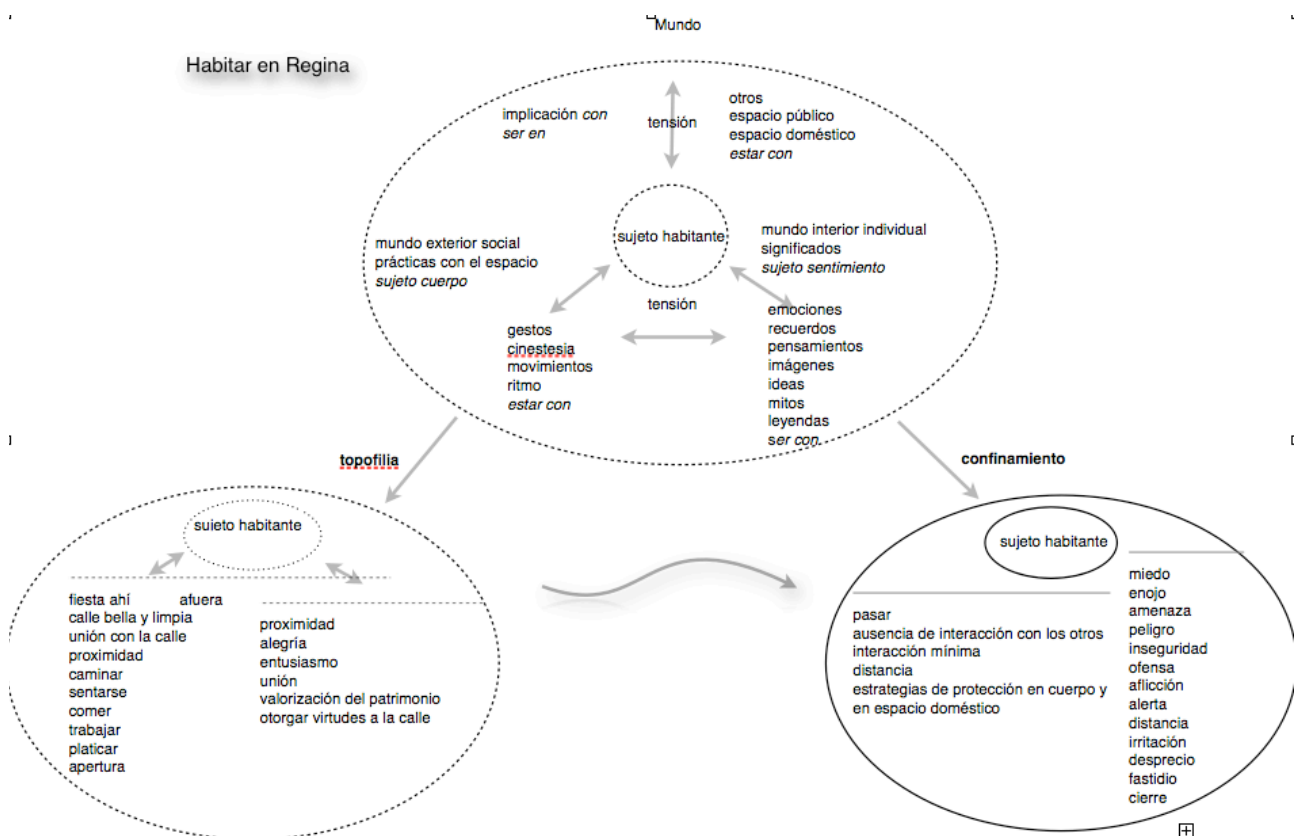 Mundo
Habitar en Regina
implicación con
ser en
tensión
otros
espacio público
espacio doméstico
estar con
sujeto habitante
mundo exterior social
prácticas con el espacio
sujeto cuerpo
mundo interior individual
significados
sujeto sentimiento
tensión
gestos
cinestesia
movimientos
ritmo
estar con
emociones
recuerdos
pensamientos
imágenes
ideas
mitos
leyendas
ser con.
topofilia
confinamiento
sujeto habitante
fiesta ahí afuera
calle bella y limpia
unión con la calle
proximidad
caminar
sentarse
comer
trabajar
platicar
apertura
proximidad
alegría
entusiasmo
unión
valorización del patrimonio
otorgar virtudes a la calle
sujeto habitante
pasar
ausencia de interacción con los otros
interacción mínima
distancia
estrategias de protección en cuerpo y
en espacio doméstico
miedo
enojo
amenaza
peligro
inseguridad
ofensa
aflicción
alerta
distancia
irritación
desprecio
fastidio
cierre